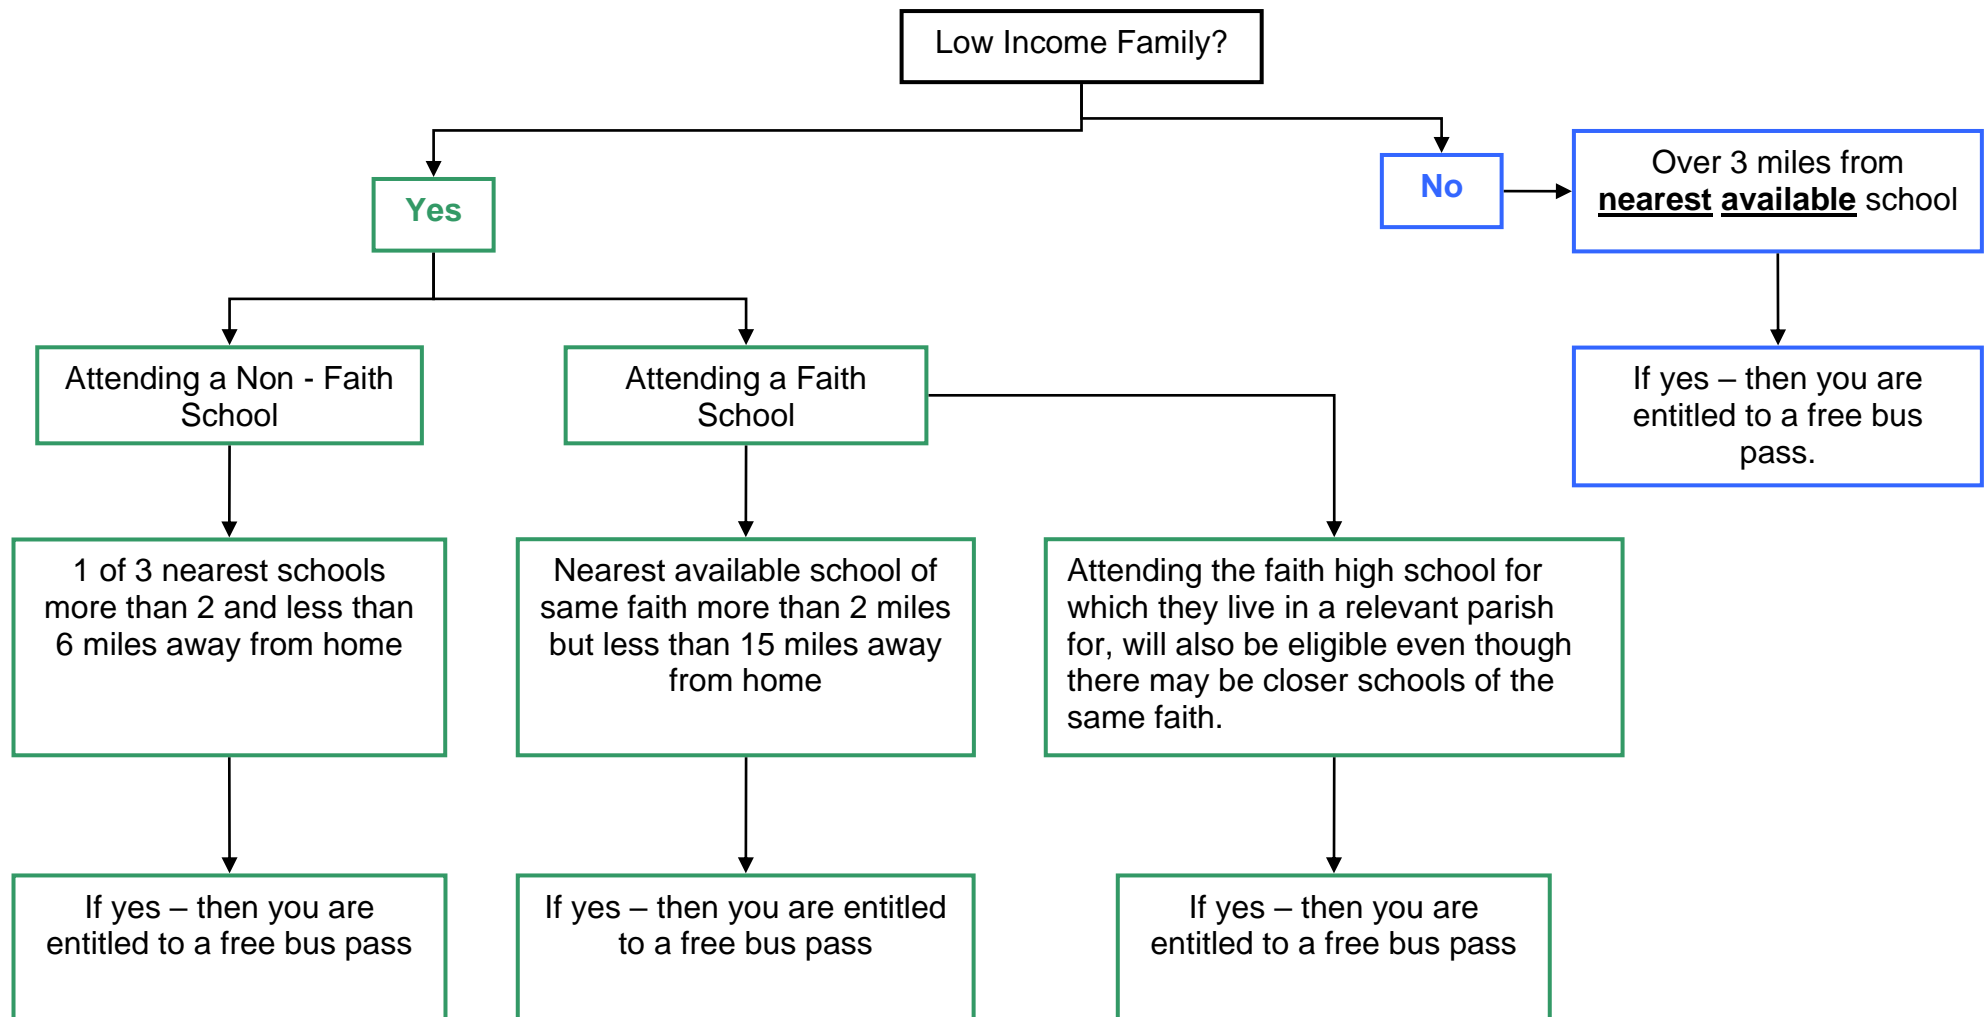 Low Income Family?
Yes
No
Over 3 miles from
nearest available school
If yes – then you are
entitled to a free bus
pass.
Attending a Non - Faith
School
Attending a Faith
School
1 of 3 nearest schools
more than 2 and less than
6 miles away from home
Nearest available school of
same faith more than 2 miles
but less than 15 miles away
from home
Attending the faith high school for
which they live in a relevant parish
for, will also be eligible even though
there may be closer schools of the
same faith.
If yes – then you are
entitled to a free bus pass
If yes – then you are entitled
to a free bus pass
If yes – then you are
entitled to a free bus pass